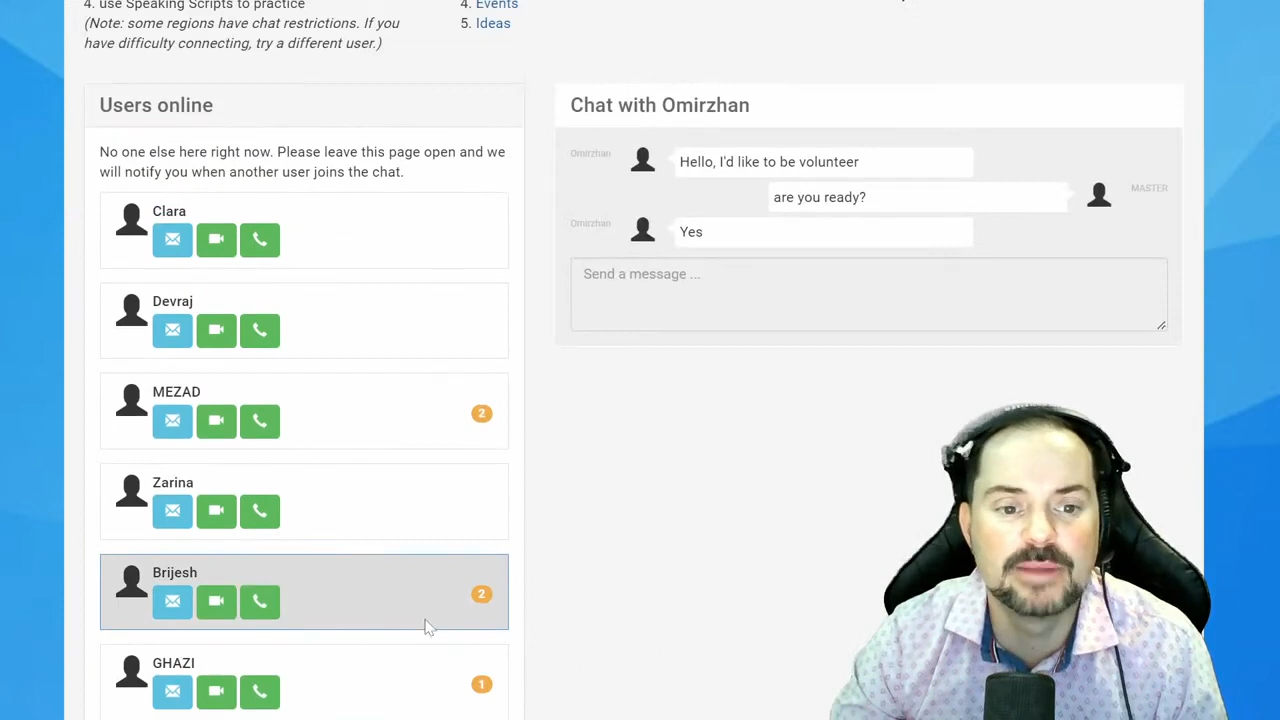 4. use Speaking Scripts to practice
(Note: some regions have chat restrictions. If you
have difficulty connecting, try a different user.)
4. Events
5. Ideas
Users online
No one else here right now. Please leave this page open and we
will notify you when another user joins the chat.
Clara
Devraj
MEZAD
2
Zarina
Brijesh
2
GHAZI
1
Chat with Omirzhan
Omirzhan
Hello, I'd like to be volunteer
are you ready?
MASTER
Omirzhan
Yes
Send a message ...